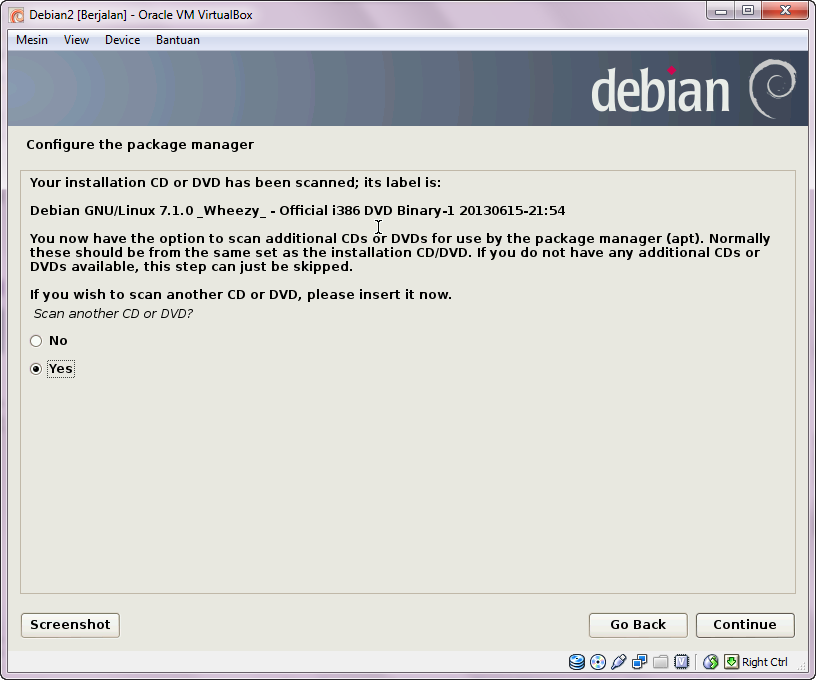 Debian2 [Berjalan] - Oracle VM VirtualBox
Mesin View Device Bantuan
debian
Configure the package manager
Your installation CD or DVD has been scanned; its label is:
Debian GNU/Linux 7.1.0 _Wheezy_ - Official i386 DVD Binary-1 20130615-21:54
You now have the option to scan additional CDs or DVDs for use by the package manager (apt). Normally
these should be from the same set as the installation CD/DVD. If you do not have any additional CDs or
DVDs available, this step can just be skipped.
If you wish to scan another CD or DVD, please insert it now.
Scan another CD or DVD?
No
Yes
Screenshot Go Back Continue
Right Ctrl